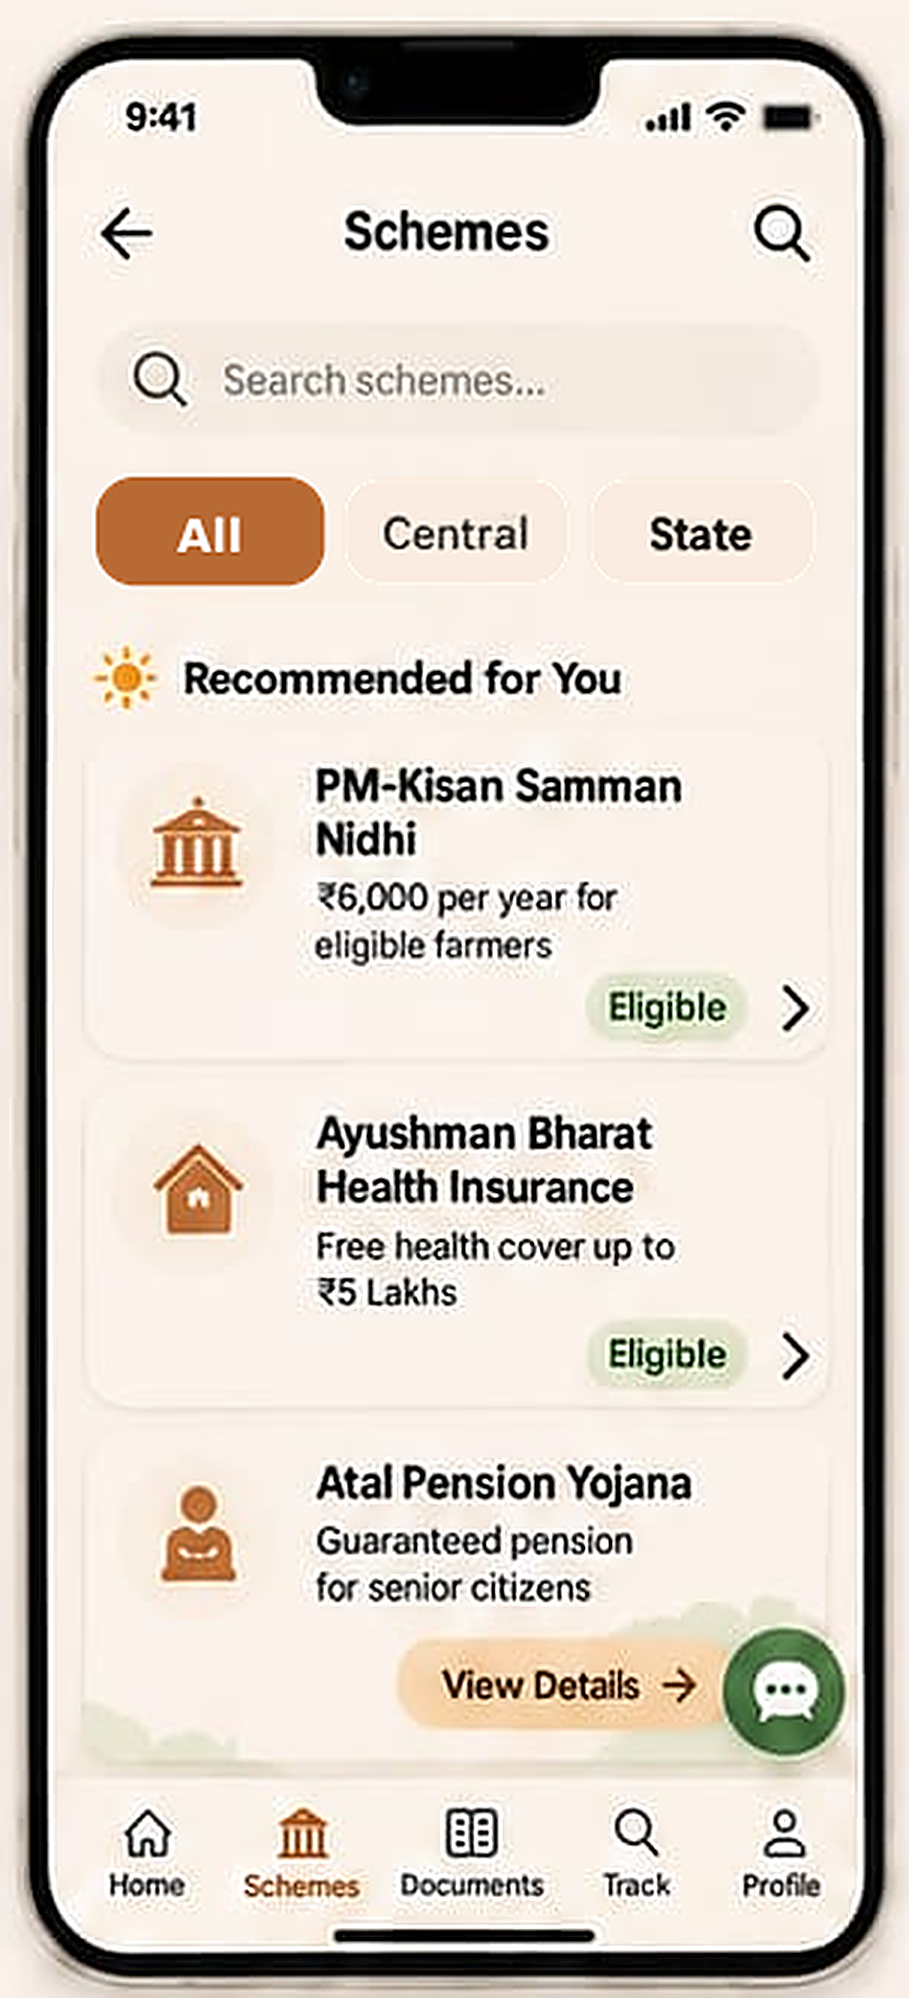 9:41
Schemes
Search schemes...
All
Central
State
Recommended for You
PM-Kisan Samman
Nidhi
₹6,000 per year for
eligible farmers
Eligible
Ayushman Bharat
Health Insurance
Free health cover up to
₹5 Lakhs
Eligible
Atal Pension Yojana
Guaranteed pension
for senior citizens
View Details →
Home
Schemes
Documents
Track
Profile